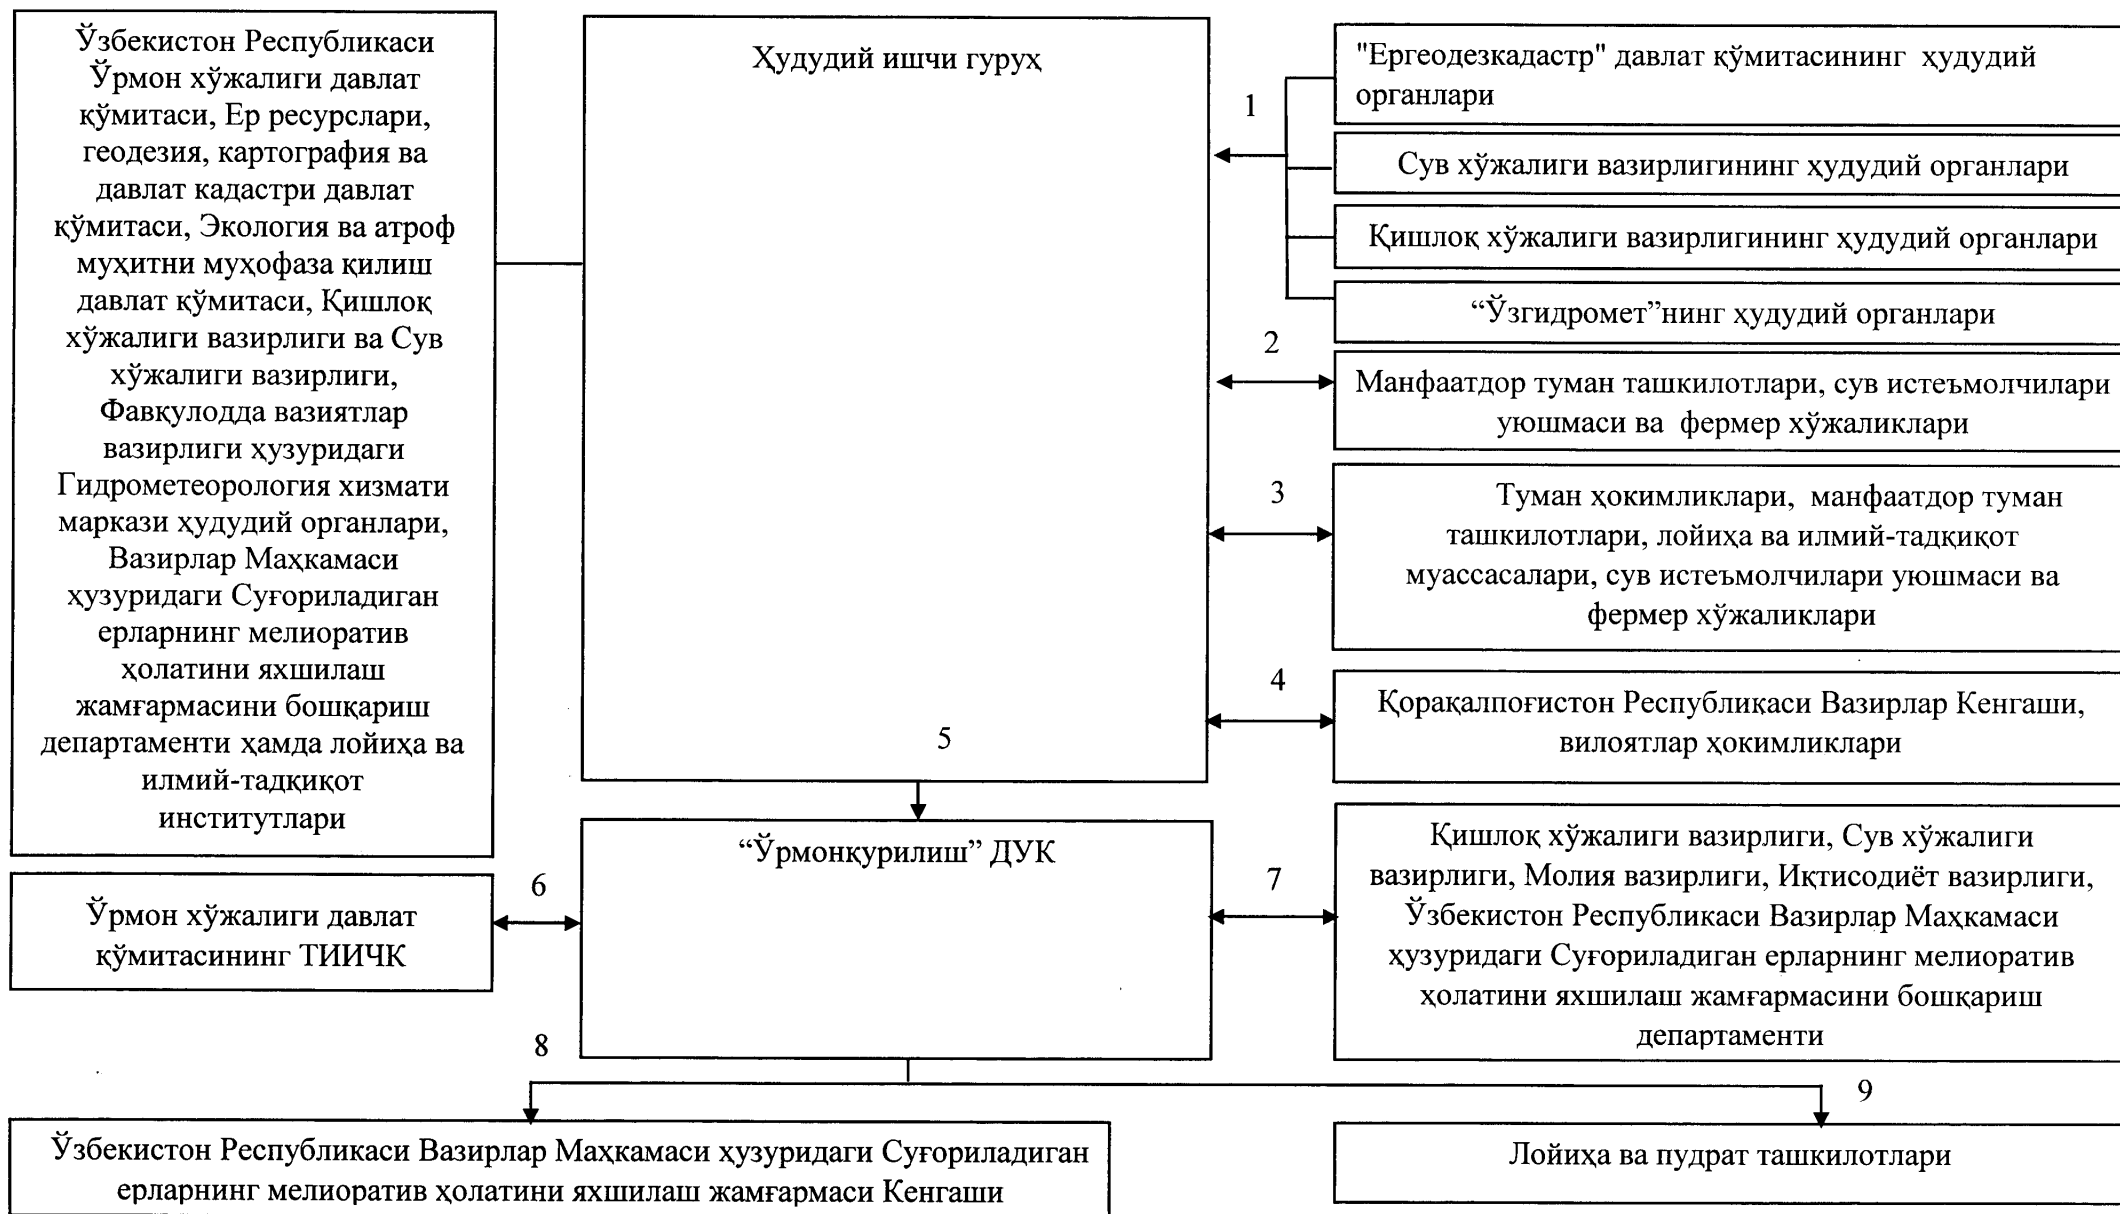 Ўзбекистон Республикаси
Ўрмон хўжалиги давлат
қўмитаси, Ер ресурслари,
геодезия, картография ва
давлат кадастри давлат
қўмитаси, Экология ва атроф
муҳитни муҳофаза қилиш
давлат қўмитаси, Қишлоқ
хўжалиги вазирлиги ва Сув
хўжалиги вазирлиги,
Фавқулодда вазиятлар
вазирлиги ҳузуридаги
Гидрометеорология хизмати
маркази ҳудудий органлари,
Вазирлар Маҳкамаси
ҳузуридаги Суғориладиган
ерларнинг мелиоратив
ҳолатини яхшилаш
жамғармасини бошқариш
департаменти ҳамда лойиҳа ва
илмий-тадқиқот
институтлари
Ҳудудий ишчи гуруҳ
1
"Ергеодезкадастр" давлат қўмитасининг ҳудудий
органлари
Сув хўжалиги вазирлигининг ҳудудий органлари
Қишлоқ хўжалиги вазирлигининг ҳудудий органлари
“Ўзгидромет”нинг ҳудудий органлари
2
Манфаатдор туман ташкилотлари, сув истеъмолчилари
уюшмаси ва фермер хўжаликлари
3
Туман ҳокимликлари, манфаатдор туман
ташкилотлари, лойиҳа ва илмий-тадқиқот
муассасалари, сув истеъмолчилари уюшмаси ва
фермер хўжаликлари
4
Қорақалпоғистон Республикаси Вазирлар Кенгаши,
вилоятлар ҳокимликлари
5
“Ўрмонқурилиш” ДУК
6
Ўрмон хўжалиги давлат
қўмитасининг ТИИЧК
7
Қишлоқ хўжалиги вазирлиги, Сув хўжалиги
вазирлиги, Молия вазирлиги, Иқтисодиёт вазирлиги,
Ўзбекистон Республикаси Вазирлар Маҳкамаси
ҳузуридаги Суғориладиган ерларнинг мелиоратив
ҳолатини яхшилаш жамғармасини бошқариш
департаменти
8
9
Ўзбекистон Республикаси Вазирлар Маҳкамаси ҳузуридаги Суғориладиган
ерларнинг мелиоратив ҳолатини яхшилаш жамғармаси Кенгаши
Лойиҳа ва пудрат ташкилотлари